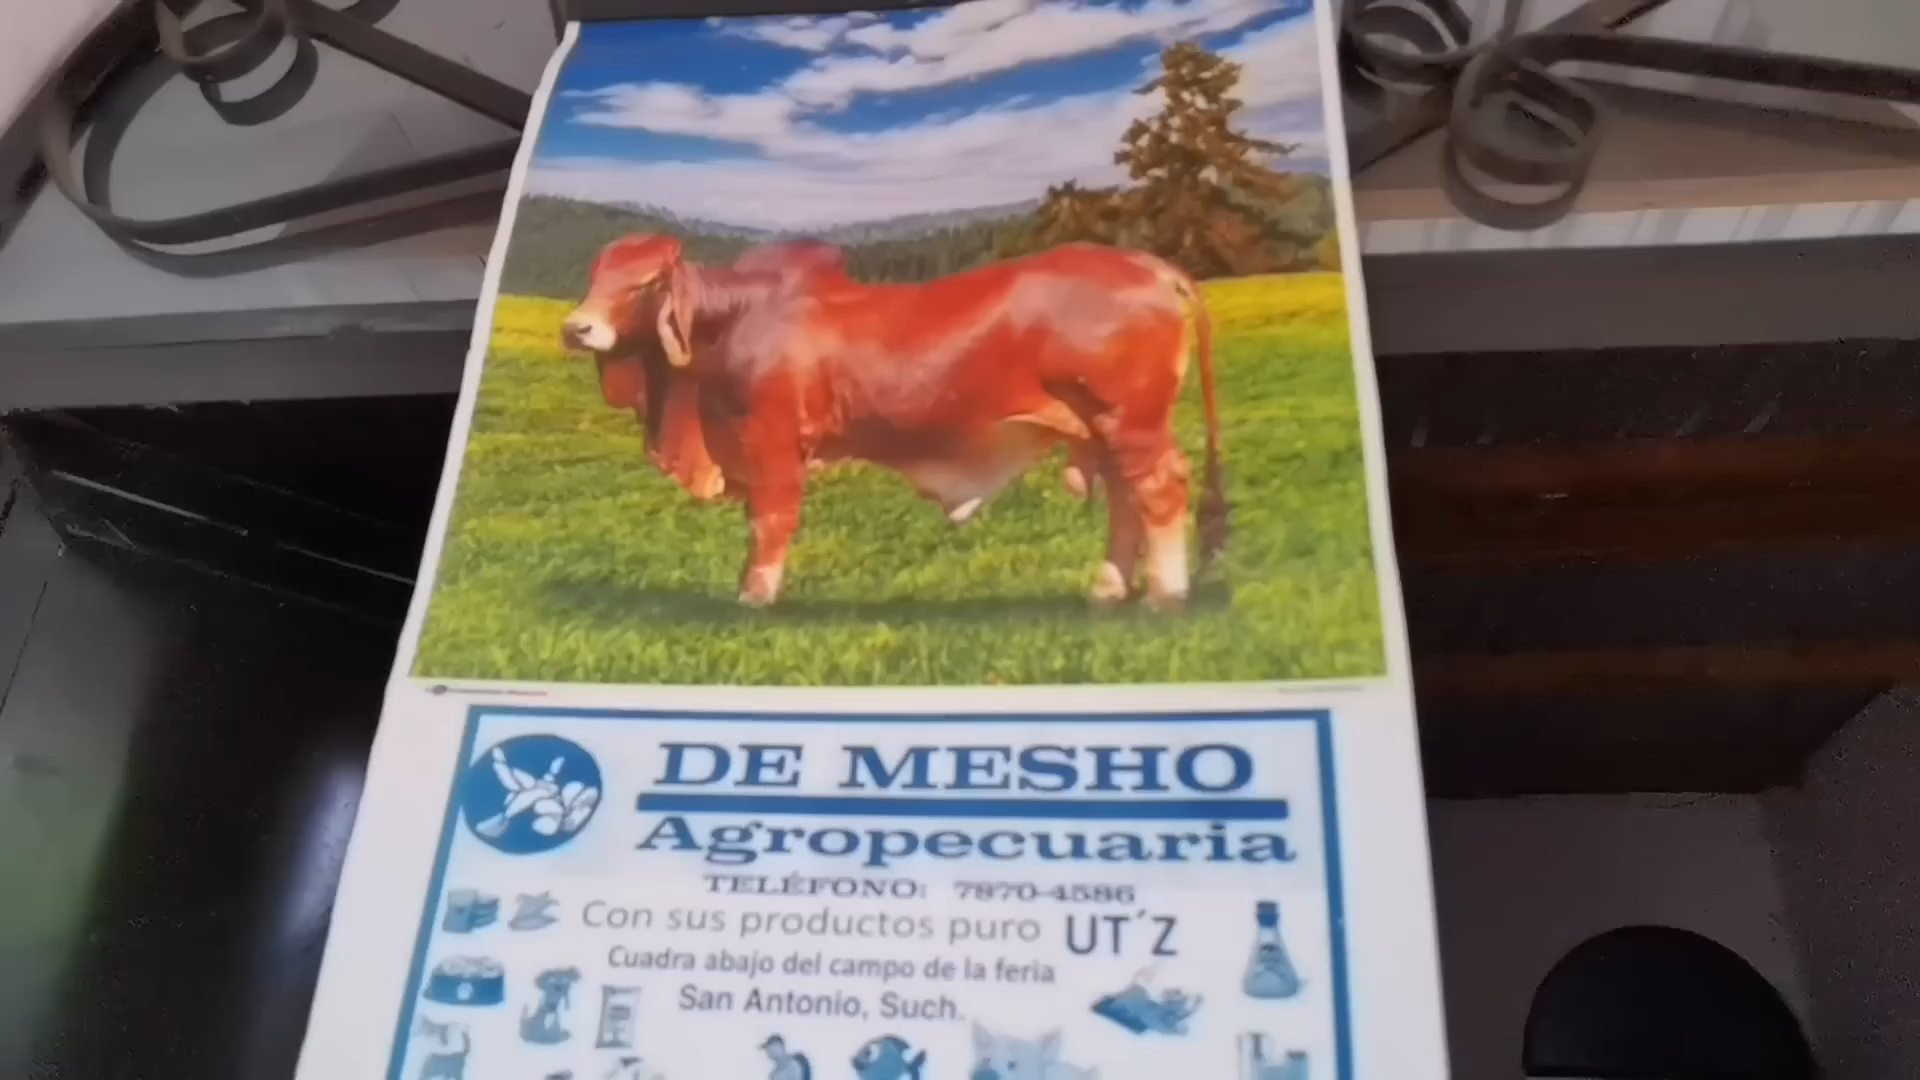 DE MESHO
Agropecuaria
TELÉFONO: 7870-4586
Con sus productos puro UT´Z
Cuadra abajo del campo de la feria
San Antonio, Such.